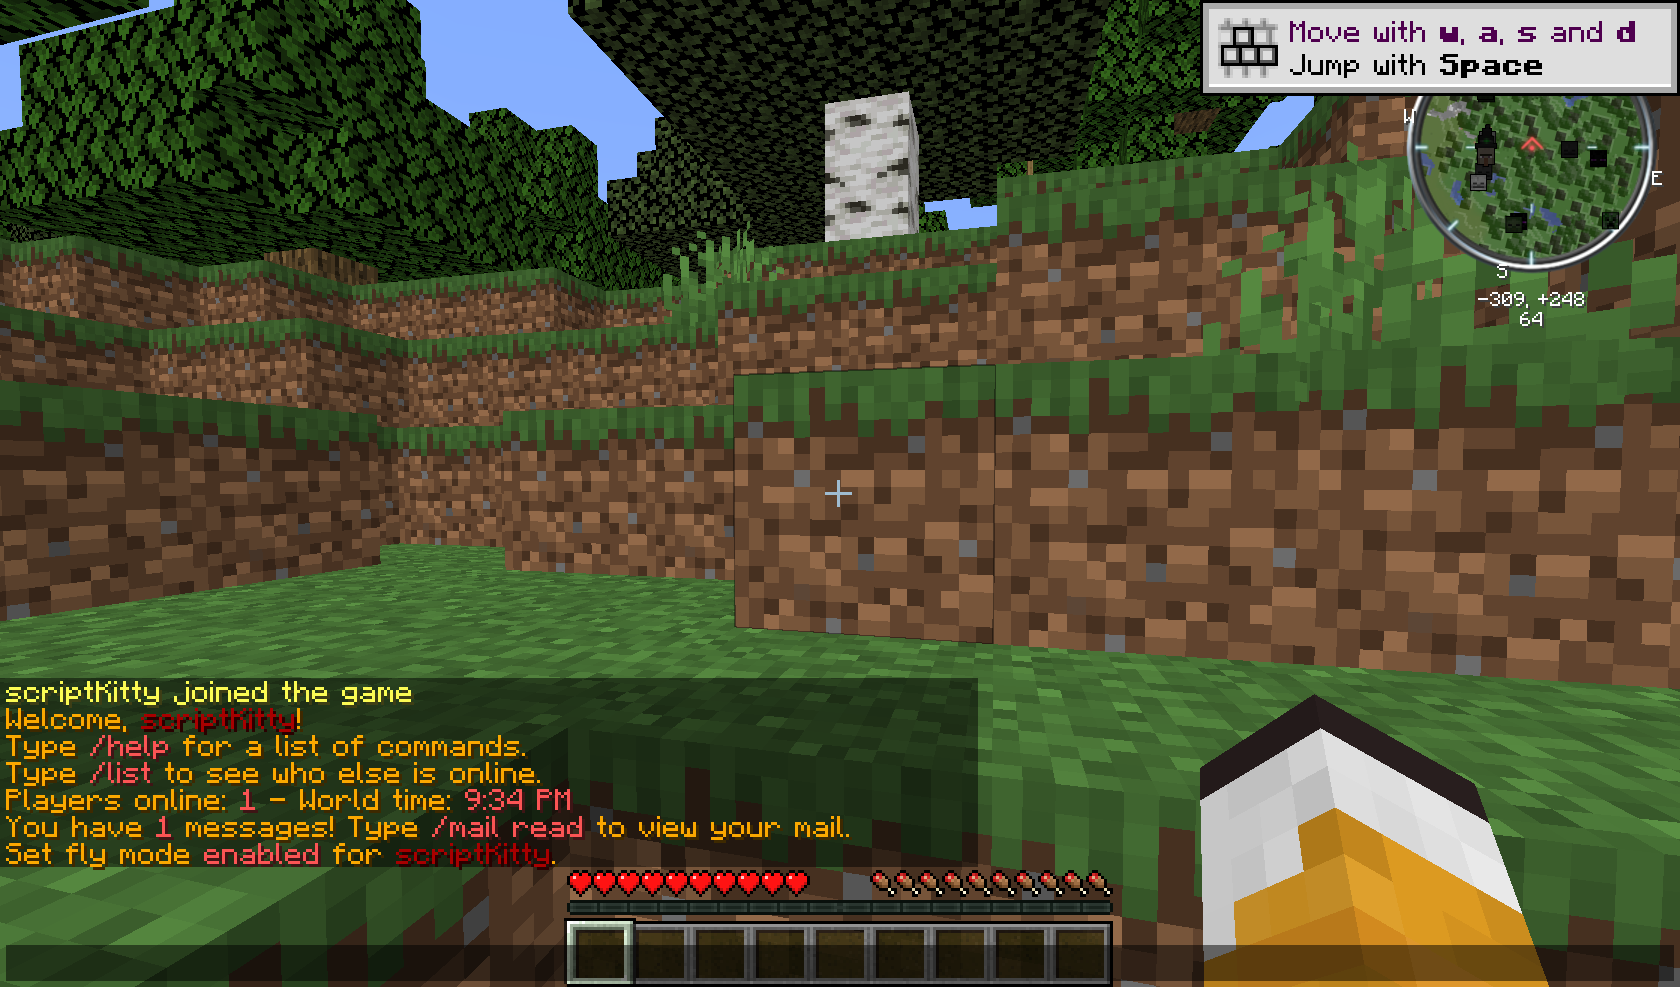 Move with w, a, s and d
Jump with Space
W
E
S
-309, +248
64
scriptKitty joined the game
Welcome, scriptKitty!
Type /help for a list of commands.
Type /list to see who else is online.
Players online: 1 - World time: 9:34 PM
You have 1 messages! Type /mail read to view your mail.
Set fly mode enabled for scriptKitty.